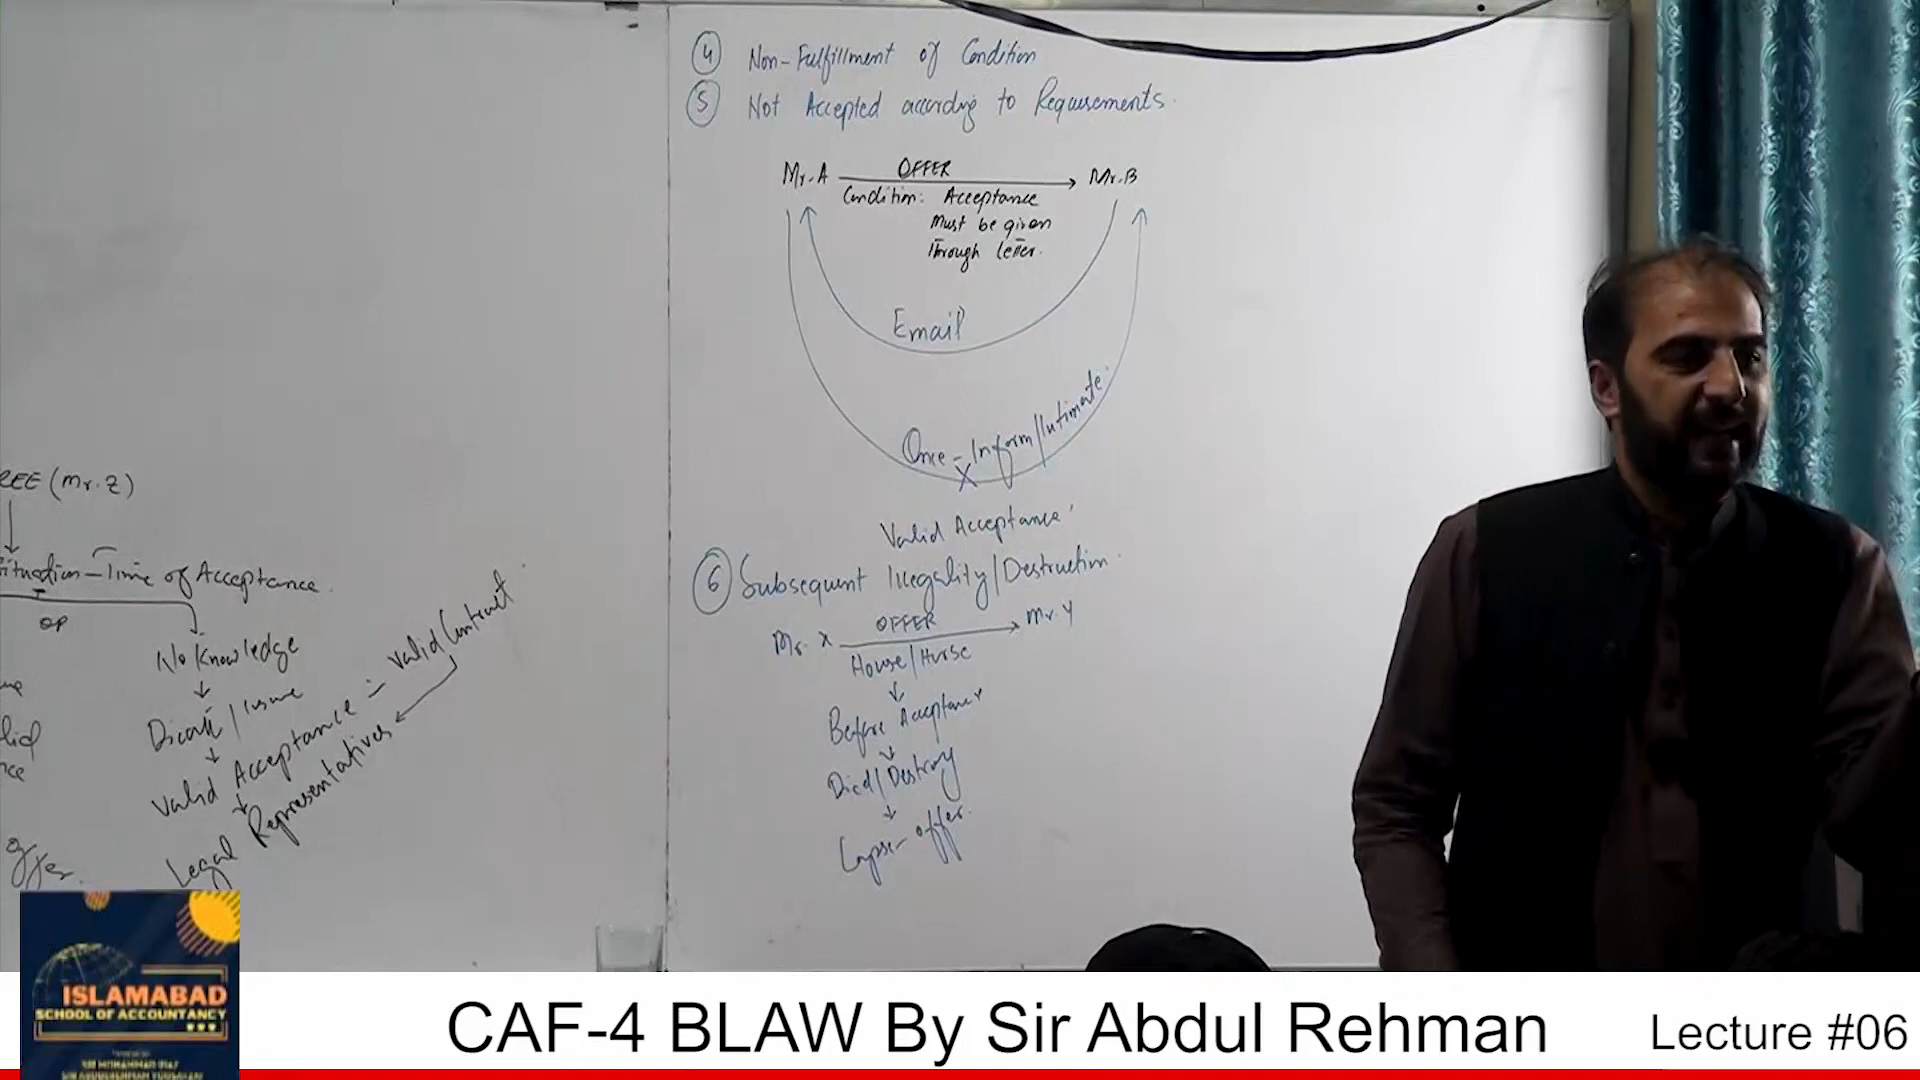 ④ Non-Fulfillment of Condition
⑤ Not Accepted according to Requirements.
Mr. A OFFER Mr. B
Condition: Acceptance
Must be given
Through letter.
Email
Once - Inform/Intimate
X
Valid Acceptance
⑥ Subsequent Illegality/Destruction
Mr. X OFFER Mr. Y
House/Horse
Before Acceptance
Died/Destroy
Lapse offer.
REE (Mr. Z)
Situation - Time of Acceptance
OR
No Knowledge
/
Valid Acceptance = Valid Contract
Legal Representatives
ISLAMABAD
SCHOOL OF ACCOUNTANCY
CAF-4 BLAW By Sir Abdul Rehman
Lecture #06